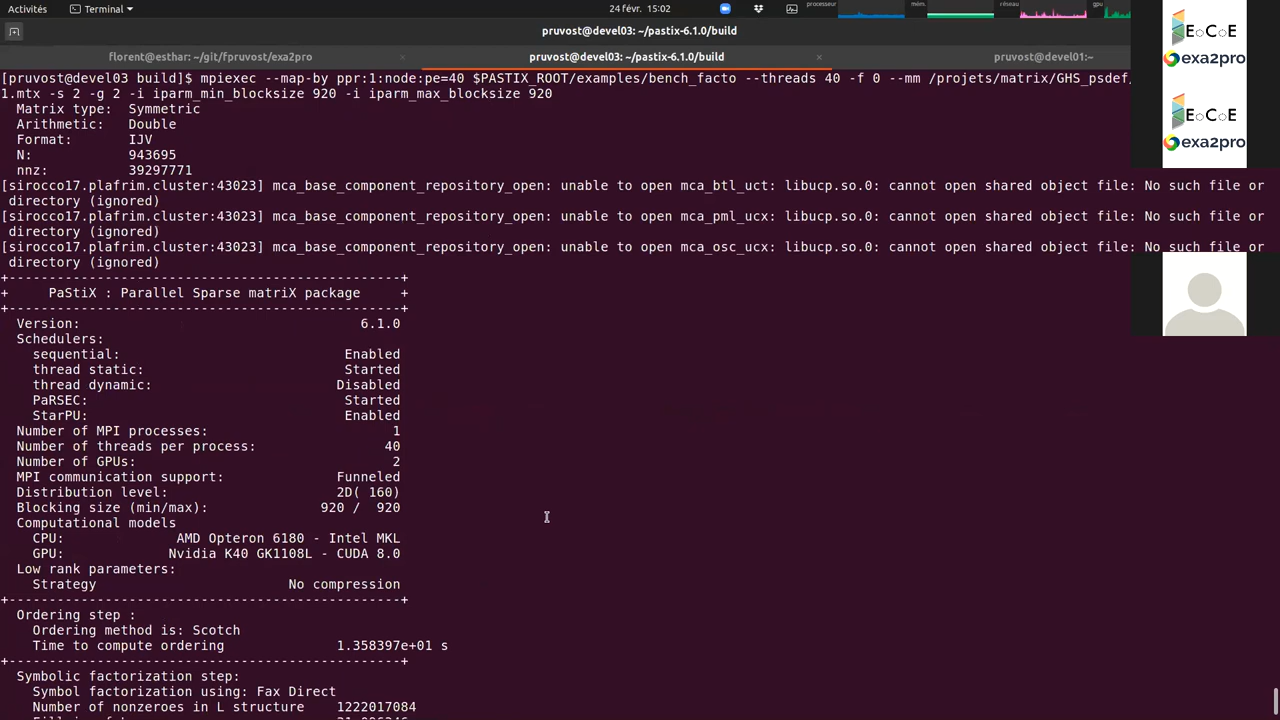 Activités
Terminal
24 févr. 15:02
processeur
mém.
réseau
gpu
pruvost@devel03: ~/pastix-6.1.0/build
florent@esthar: ~/git/fpruvost/exa2pro
pruvost@devel03: ~/pastix-6.1.0/build
pruvost@devel01:~
[pruvost@devel03 build]$ mpiexec --map-by ppr:1:node:pe=40 $PASTIX_ROOT/examples/bench_facto --threads 40 -f 0 --mm /projets/matrix/GHS_psdef/
1.mtx -s 2 -g 2 -i iparm_min_blocksize 920 -i iparm_max_blocksize 920
Matrix type: Symmetric
Arithmetic: Double
Format: IJV
N: 943695
nnz: 39297771
[sirocco17.plafrim.cluster:43023] mca_base_component_repository_open: unable to open mca_btl_uct: libucp.so.0: cannot open shared object file: No such file or
directory (ignored)
[sirocco17.plafrim.cluster:43023] mca_base_component_repository_open: unable to open mca_pml_ucx: libucp.so.0: cannot open shared object file: No such file or
directory (ignored)
[sirocco17.plafrim.cluster:43023] mca_base_component_repository_open: unable to open mca_osc_ucx: libucp.so.0: cannot open shared object file: No such file or
directory (ignored)
+-------------------------------------------------+
+ PaStiX : Parallel Sparse matriX package +
+-------------------------------------------------+
Version: 6.1.0
Schedulers:
sequential: Enabled
thread static: Started
thread dynamic: Disabled
PaRSEC: Started
StarPU: Enabled
Number of MPI processes: 1
Number of threads per process: 40
Number of GPUs: 2
MPI communication support: Funneled
Distribution level: 2D( 160)
Blocking size (min/max): 920 / 920
Computational models
CPU: AMD Opteron 6180 - Intel MKL
GPU: Nvidia K40 GK1108L - CUDA 8.0
Low rank parameters:
Strategy No compression
+-------------------------------------------------+
Ordering step :
Ordering method is: Scotch
Time to compute ordering 1.358397e+01 s
+-------------------------------------------------+
Symbolic factorization step:
Symbol factorization using: Fax Direct
Number of nonzeroes in L structure 1222017084
EoCoE
exa2pro
EoCoE
exa2pro